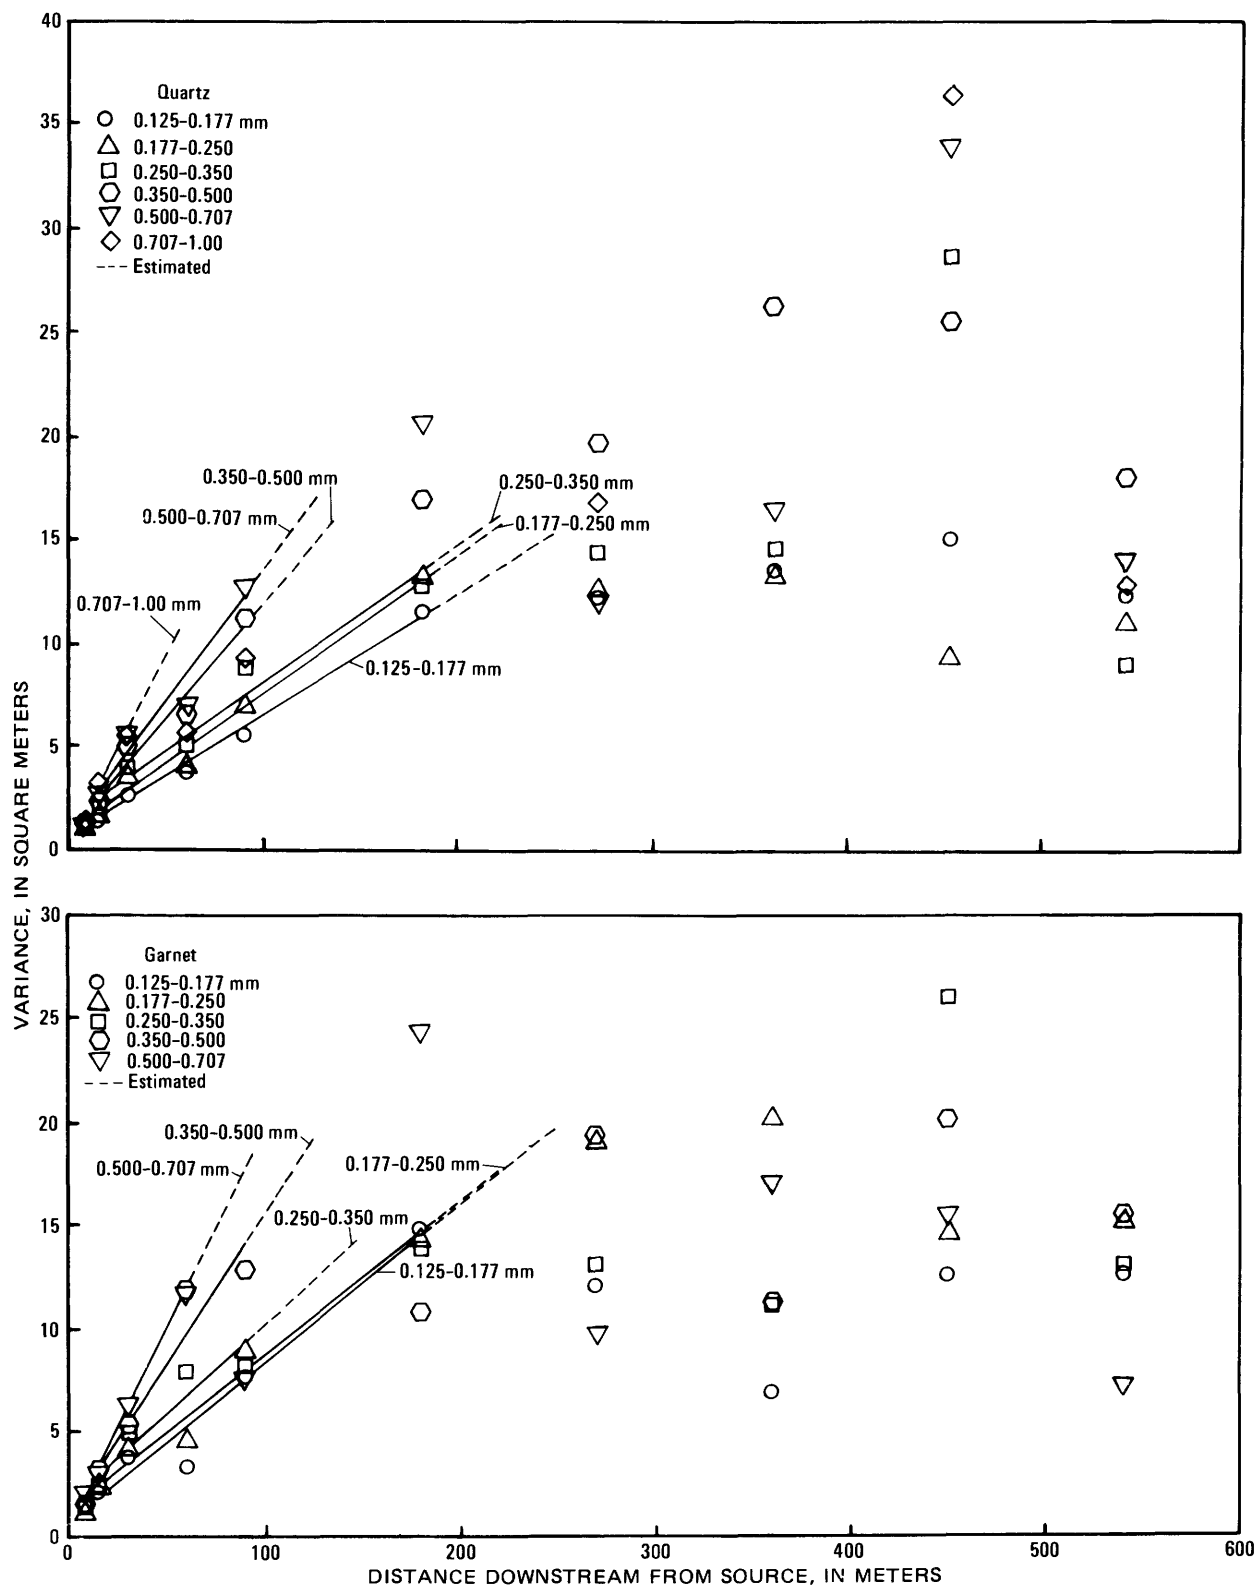 40
35
30
25
20
15
10
5
0
Quartz
0.125-0.177 mm
0.177-0.250
0.250-0.350
0.350-0.500
0.500-0.707
0.707-1.00
--- Estimated
0.350-0.500 mm
0.500-0.707 mm
0.707-1.00 mm
0.250-0.350 mm
0.177-0.250 mm
0.125-0.177 mm
VARIANCE, IN SQUARE METERS
30
25
20
15
10
5
0
Garnet
0.125-0.177 mm
0.177-0.250
0.250-0.350
0.350-0.500
0.500-0.707
--- Estimated
0.350-0.500 mm
0.500-0.707 mm
0.177-0.250 mm
0.250-0.350 mm
0.125-0.177 mm
0 100 200 300 400 500 600
DISTANCE DOWNSTREAM FROM SOURCE, IN METERS